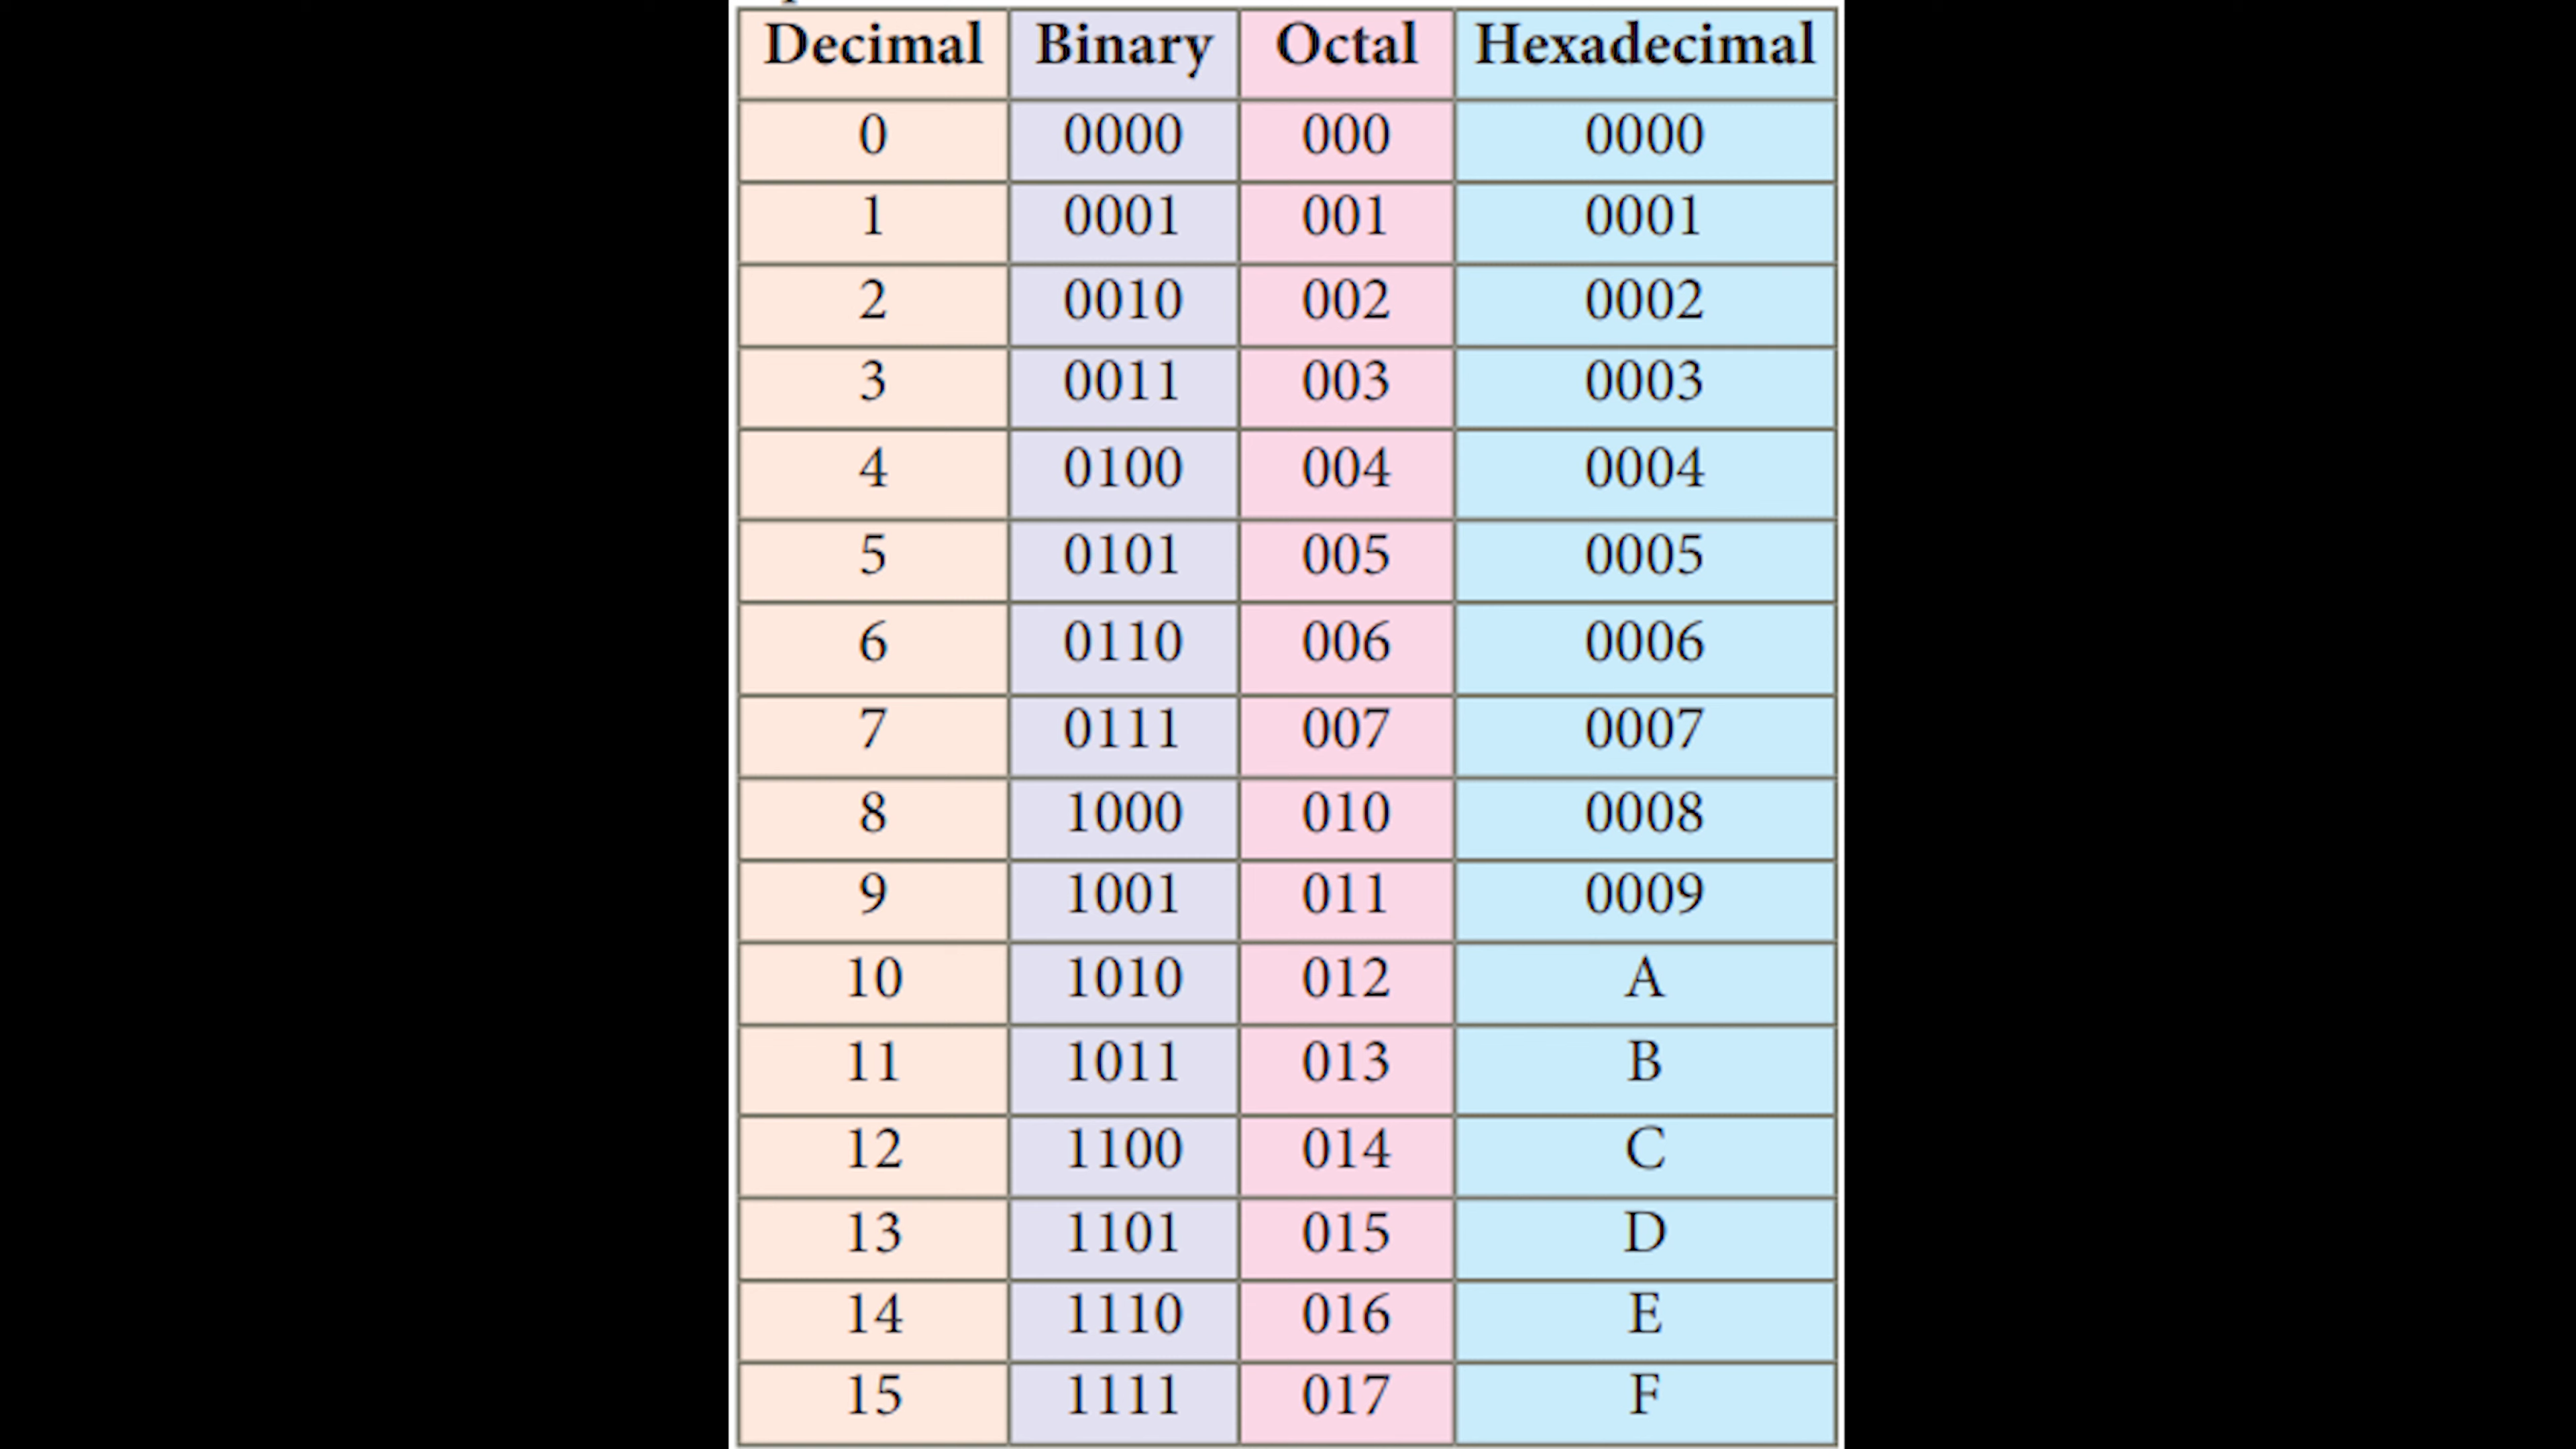 Decimal Binary Octal Hexadecimal
0 0000 000 0000
1 0001 001 0001
2 0010 002 0002
3 0011 003 0003
4 0100 004 0004
5 0101 005 0005
6 0110 006 0006
7 0111 007 0007
8 1000 010 0008
9 1001 011 0009
10 1010 012 A
11 1011 013 B
12 1100 014 C
13 1101 015 D
14 1110 016 E
15 1111 017 F